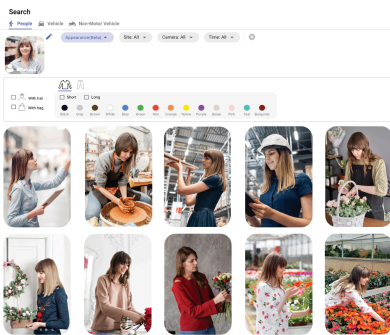 Search
People Vehicle Non-Motor Vehicle
Appearance(Beta) Site: All Camera: All Time: All
With hat
With bag
Short Long
Black Gray Brown White Blue Green Red Orange Yellow Purple Beige Pink Teal Burgundy